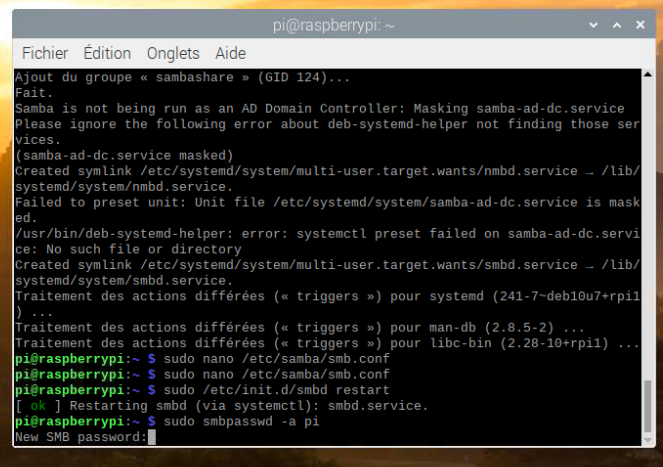 pi@raspberrypi: ~
Fichier Édition Onglets Aide
Ajout du groupe « sambashare » (GID 124)...
Fait.
Samba is not being run as an AD Domain Controller: Masking samba-ad-dc.service
Please ignore the following error about deb-systemd-helper not finding those ser
vices.
(samba-ad-dc.service masked)
Created symlink /etc/systemd/system/multi-user.target.wants/nmbd.service → /lib/
systemd/system/nmbd.service.
Failed to preset unit: Unit file /etc/systemd/system/samba-ad-dc.service is mask
ed.
/usr/bin/deb-systemd-helper: error: systemctl preset failed on samba-ad-dc.servi
ce: No such file or directory
Created symlink /etc/systemd/system/multi-user.target.wants/smbd.service → /lib/
systemd/system/smbd.service.
Traitement des actions différées (« triggers ») pour systemd (241-7~deb10u7+rpi1
) ...
Traitement des actions différées (« triggers ») pour man-db (2.8.5-2) ...
Traitement des actions différées (« triggers ») pour libc-bin (2.28-10+rpi1) ...
pi@raspberrypi:~ $ sudo nano /etc/samba/smb.conf
pi@raspberrypi:~ $ sudo nano /etc/samba/smb.conf
pi@raspberrypi:~ $ sudo /etc/init.d/smbd restart
[ ok ] Restarting smbd (via systemctl): smbd.service.
pi@raspberrypi:~ $ sudo smbpasswd -a pi
New SMB password: